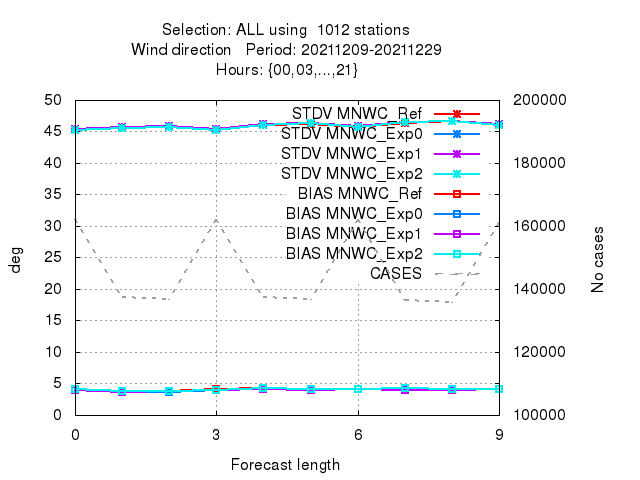 Selection: ALL using  1012 stations
Wind direction   Period: 20211209-20211229
Hours: {00,03,...,21}
50
45
40
35
30
25
20
15
10
5
0
deg
200000
180000
160000
140000
120000
100000
No cases
STDV MNWC_Ref
STDV MNWC_Exp0
STDV MNWC_Exp1
STDV MNWC_Exp2
BIAS MNWC_Ref
BIAS MNWC_Exp0
BIAS MNWC_Exp1
BIAS MNWC_Exp2
CASES
0
3
6
9
Forecast length